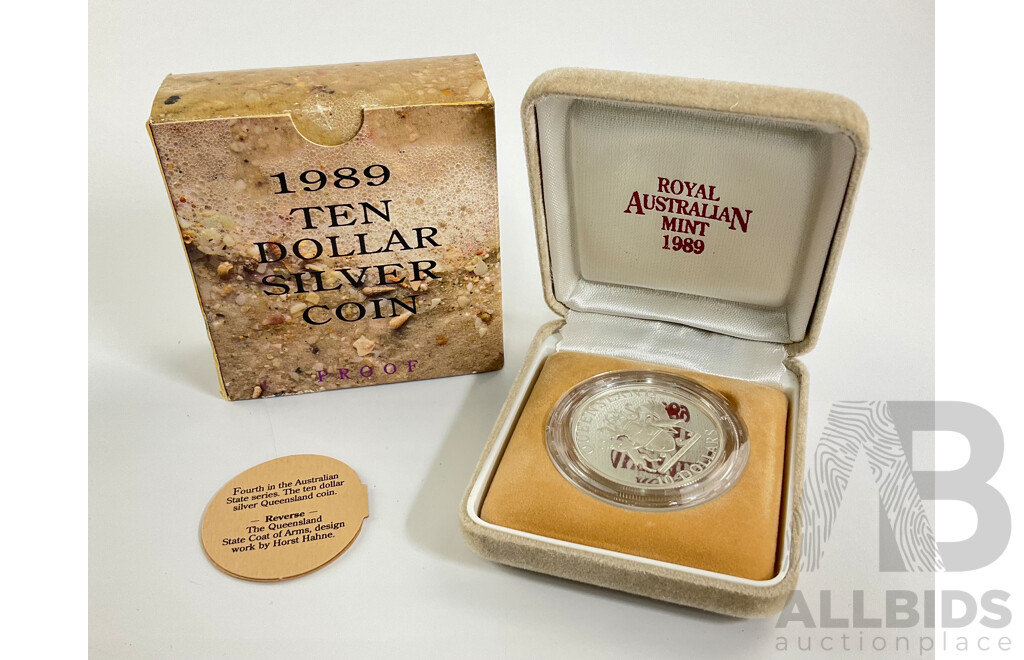 1989
TEN
DOLLAR
SILVER
COIN
PROOF
ROYAL
AUSTRALIAN
MINT
1989
Fourth in the Australian
State series. The ten dollar
silver Queensland coin.
— Reverse —
The Queensland
State Coat of Arms, design
work by Horst Hahne.
DOLLARS
AB
ALLBIDS
auctionplace